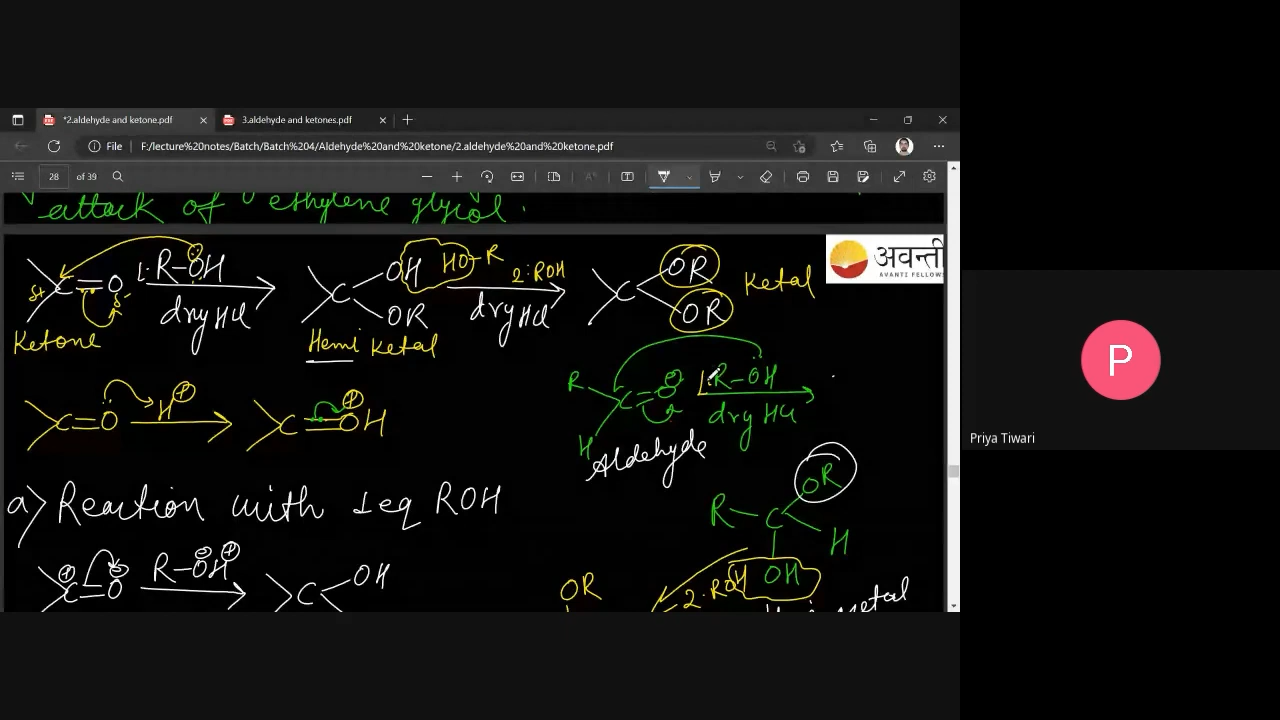 *2.aldehyde and ketone.pdf
3.aldehyde and ketones.pdf
File F:/lecture%20notes/Batch/Batch%204/Aldehyde%20and%20ketone/2.aldehyde%20and%20ketone.pdf
28 of 39
attack of ethylene glycol.
अवन्ती
AVANTI FELLOWS
C=O δ+ δ- 1. R-ÖH dry HCl
C OH OR HO-R 2. ROH dry HCl
C OR OR Ketal
Ketone
Hemi Ketal
C=Ö H⊕ C=OH ⊕
R H C=O ⊖ 1. R-ÖH dry HCl
Aldehyde
P
Priya Tiwari
a) Reaction with 1eq ROH
R-C OR H OH
⊕ C=O ⊖ R-OH ⊖ ⊕
C OH
OR
2. ROH